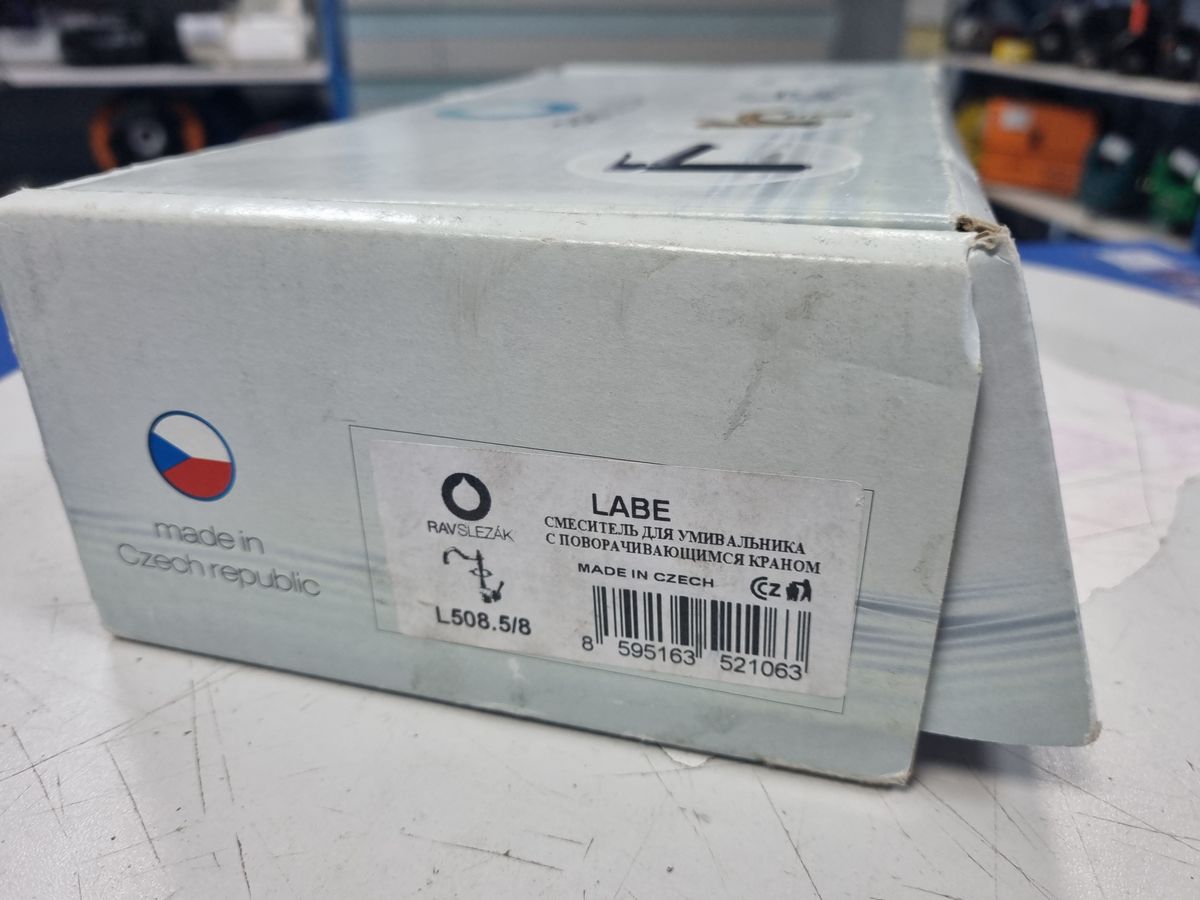 made in
Czech republic
RAVSLEZÁK
L508.5/8
LABE
СМЕСИТЕЛЬ ДЛЯ УМИВАЛЬНИКА
С ПОВОРАЧИВАЮЩИМСЯ КРАНОМ
MADE IN CZECH
CZ
8 595163 521063